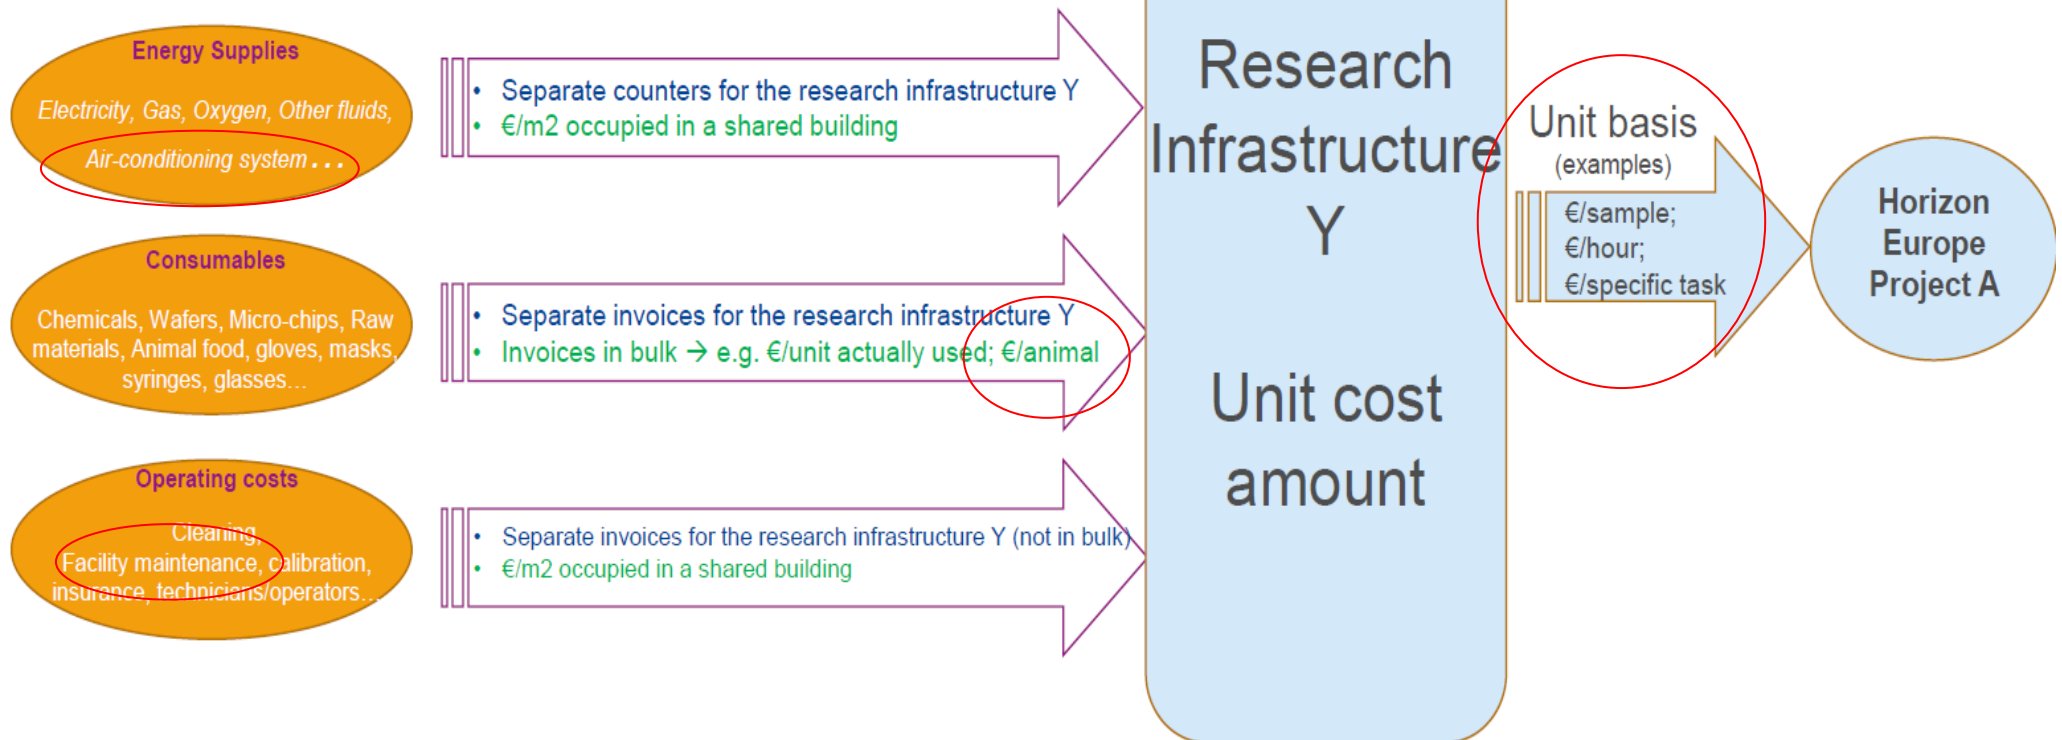 Energy Supplies
Electricity, Gas, Oxygen, Other fluids,
Air-conditioning system...
• Separate counters for the research infrastructure Y
• €/m2 occupied in a shared building
Consumables
Chemicals, Wafers, Micro-chips, Raw
materials, Animal food, gloves, masks,
syringes, glasses...
• Separate invoices for the research infrastructure Y
• Invoices in bulk → e.g. €/unit actually used; €/animal
Operating costs
Cleaning,
Facility maintenance, calibration,
insurance, technicians/operators...
• Separate invoices for the research infrastructure Y (not in bulk)
• €/m2 occupied in a shared building
Research
Infrastructure
Y
Unit cost
amount
Unit basis
(examples)
€/sample;
€/hour;
€/specific task
Horizon
Europe
Project A